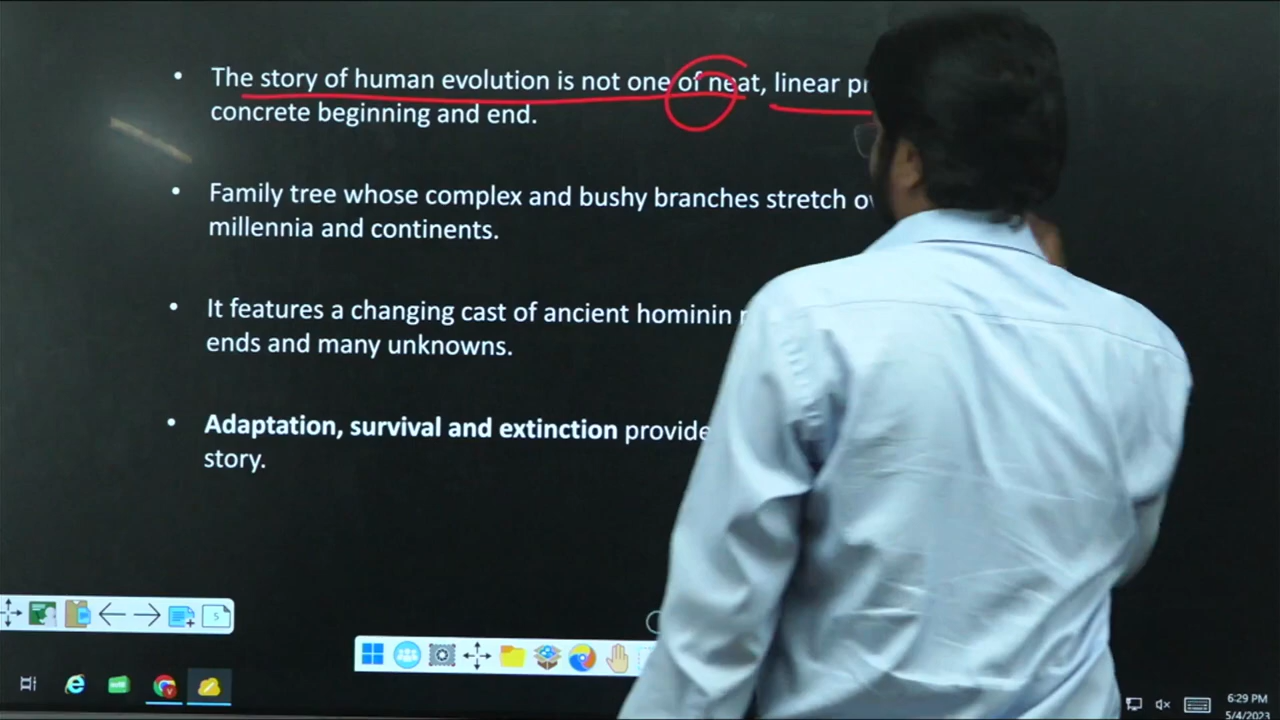 • The story of human evolution is not one of neat, linear
concrete beginning and end.
• Family tree whose complex and bushy branches stretch
millennia and continents.
• It features a changing cast of ancient hominin
ends and many unknowns.
• Adaptation, survival and extinction provide
story.
5
6:29 PM
5/4/2023